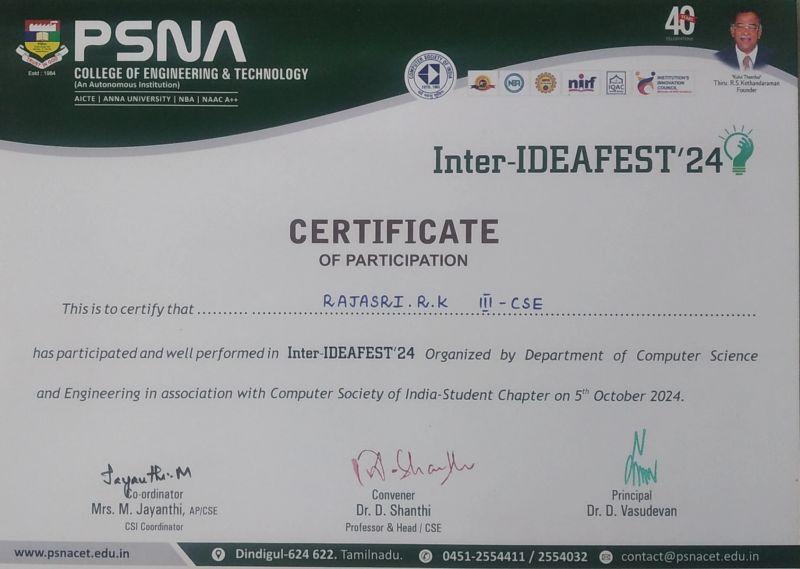 PSNA
COLLEGE OF ENGINEERING & TECHNOLOGY
(An Autonomous Institution)
AICTE | ANNA UNIVERSITY | NBA | NAAC A++
Estd : 1984
40
COMPUTER SOCIETY OF INDIA
NBA
nirf
IQAC
INSTITUTION'S
INNOVATION
COUNCIL
'Kalvi Thanthai'
Thiru. R.S. Kothandaraman
Founder
Inter-IDEAFEST'24
CERTIFICATE
OF PARTICIPATION
This is to certify that .......... RAJASRI. R.K III - CSE
has participated and well performed in Inter-IDEAFEST'24 Organized by Department of Computer Science
and Engineering in association with Computer Society of India-Student Chapter on 5th October 2024.
Jayanthi.M
Co-ordinator
Mrs. M. Jayanthi, AP/CSE
CSI Coordinator
Convener
Dr. D. Shanthi
Professor & Head / CSE
Principal
Dr. D. Vasudevan
www.psnacet.edu.in
Dindigul-624 622. Tamilnadu.
0451-2554411 / 2554032
contact@psnacet.edu.in